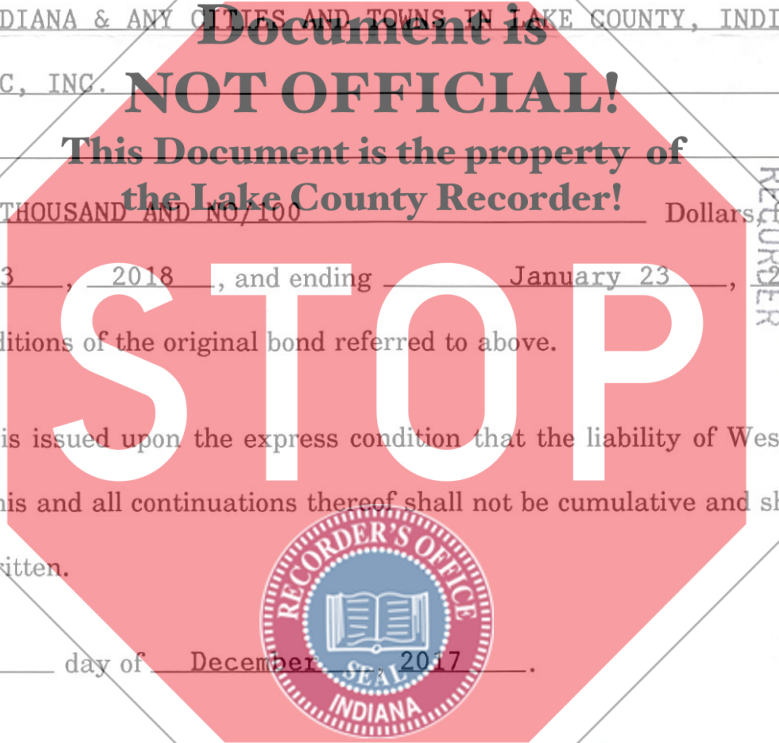 DIANA & ANY CITIES AND TOWNS IN LAKE COUNTY, INDI
Document is
C, INC.
NOT OFFICIAL!
This Document is the property of
the Lake County Recorder!
THOUSAND AND NO/100 Dollars,
RECORDER
3, 2018, and ending January 23, 2
STOP
ditions of the original bond referred to above.
is issued upon the express condition that the liability of Wes
his and all continuations thereof shall not be cumulative and sh
ritten.
RECORDER'S OFFICE
day of December, 2017.
SEAL
INDIANA